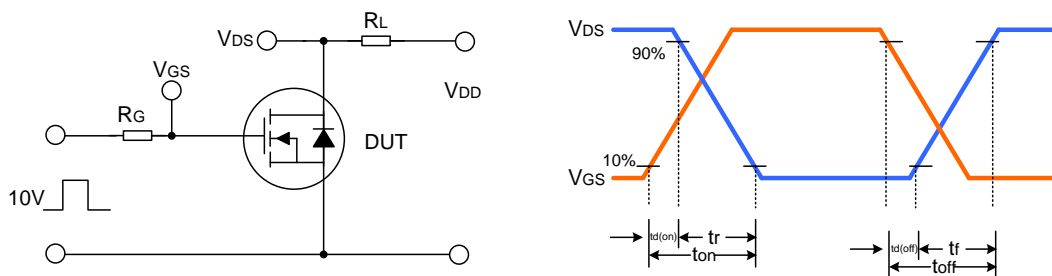 VDS
RL
VGS
VDD
RG
DUT
10V
VDS
90%
10%
VGS
td(on)
tr
ton
td(off)
tf
toff